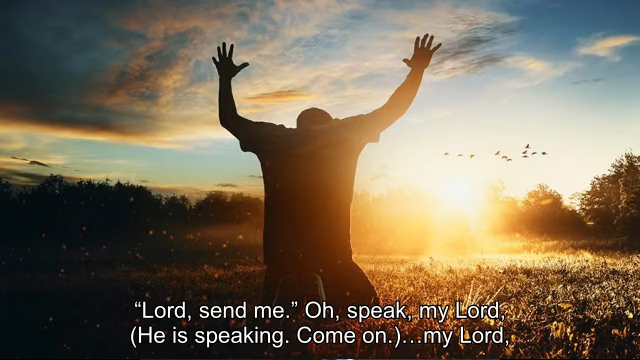 “Lord, send me.” Oh, speak, my Lord,
(He is speaking. Come on.)…my Lord,